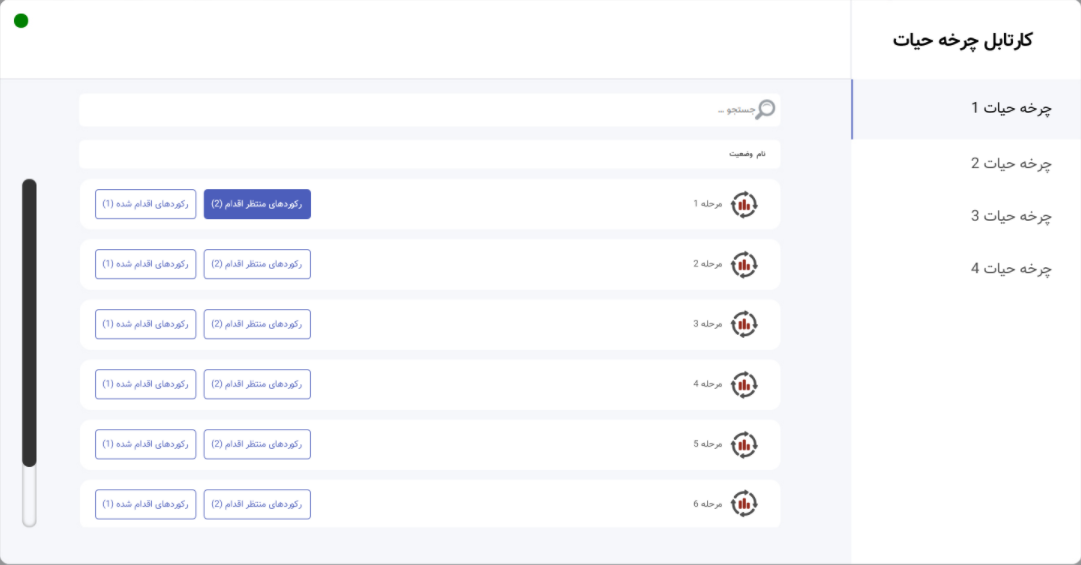 کارتابل چرخه حیات
چرخه حیات 1
چرخه حیات 2
چرخه حیات 3
چرخه حیات 4
جستجو ...
نام وضعیت
مرحله 1 رکوردهای منتظر اقدام (2) رکوردهای اقدام شده (1)
مرحله 2 رکوردهای منتظر اقدام (2) رکوردهای اقدام شده (1)
مرحله 3 رکوردهای منتظر اقدام (2) رکوردهای اقدام شده (1)
مرحله 4 رکوردهای منتظر اقدام (2) رکوردهای اقدام شده (1)
مرحله 5 رکوردهای منتظر اقدام (2) رکوردهای اقدام شده (1)
مرحله 6 رکوردهای منتظر اقدام (2) رکوردهای اقدام شده (1)